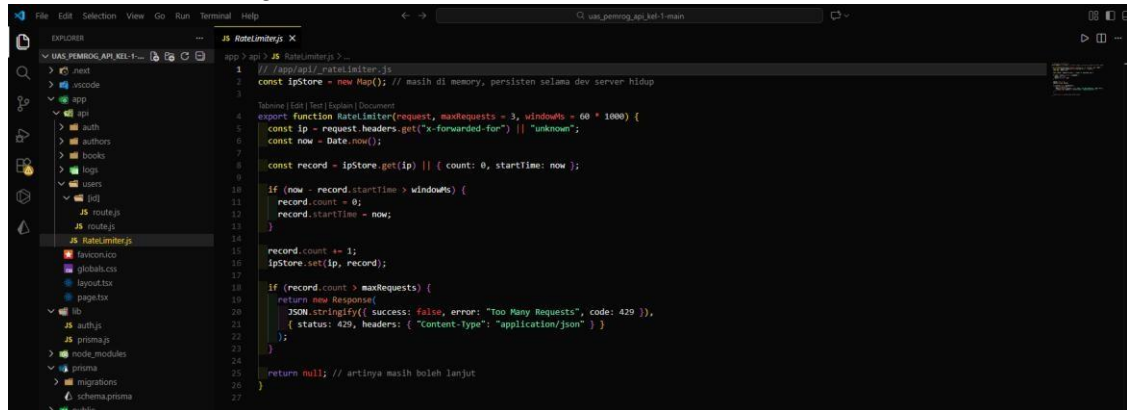 File Edit Selection View Go Run Terminal Help
uas_pemrog_api_kel-1-main
EXPLORER
JS RateLimiter.js
UAS_PEMROG_API_KEL-1-...
.next
.vscode
app
api
auth
authors
books
logs
users
[id]
JS route.js
JS route.js
JS RateLimiter.js
favicon.ico
globals.css
layout.tsx
page.tsx
lib
JS auth.js
JS prisma.js
node_modules
prisma
migrations
schema.prisma
app > api > JS RateLimiter.js > ...
1 // /app/api/_rateLimiter.js
2 const ipStore = new Map(); // masih di memory, persisten selama dev server hidup
3
Tabnine | Edit | Test | Explain | Document
4 export function RateLimiter(request, maxRequests = 3, windowMs = 60 * 1000) {
5 const ip = request.headers.get("x-forwarded-for") || "unknown";
6 const now = Date.now();
7
8 const record = ipStore.get(ip) || { count: 0, startTime: now };
9
10 if (now - record.startTime > windowMs) {
11 record.count = 0;
12 record.startTime = now;
13 }
14
15 record.count += 1;
16 ipStore.set(ip, record);
17
18 if (record.count > maxRequests) {
19 return new Response(
20 JSON.stringify({ success: false, error: "Too Many Requests", code: 429 }),
21 { status: 429, headers: { "Content-Type": "application/json" } }
22 );
23 }
24
25 return null; // artinya masih boleh lanjut
26 }
27